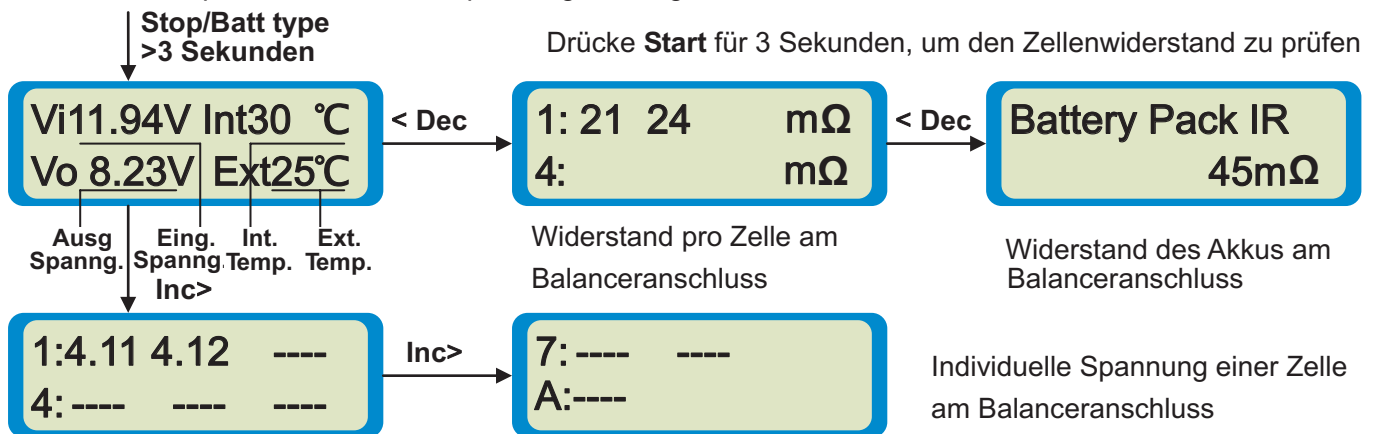 Stop/Batt type
>3 Sekunden
Drücke Start für 3 Sekunden, um den Zellenwiderstand zu prüfen
Vi11.94V Int30 ℃
Vo 8.23V Ext25℃
< Dec
1: 21 24 mΩ
4: mΩ
< Dec
Battery Pack IR
45mΩ
Ausg
Spanng.
Eing.
Spanng.
Int.
Temp.
Ext.
Temp.
Inc>
Widerstand pro Zelle am
Balanceranschluss
Widerstand des Akkus am
Balanceranschluss
1:4.11 4.12 ----
4: ---- ---- ----
Inc>
7: ---- ----
A:----
Individuelle Spannung einer Zelle
am Balanceranschluss